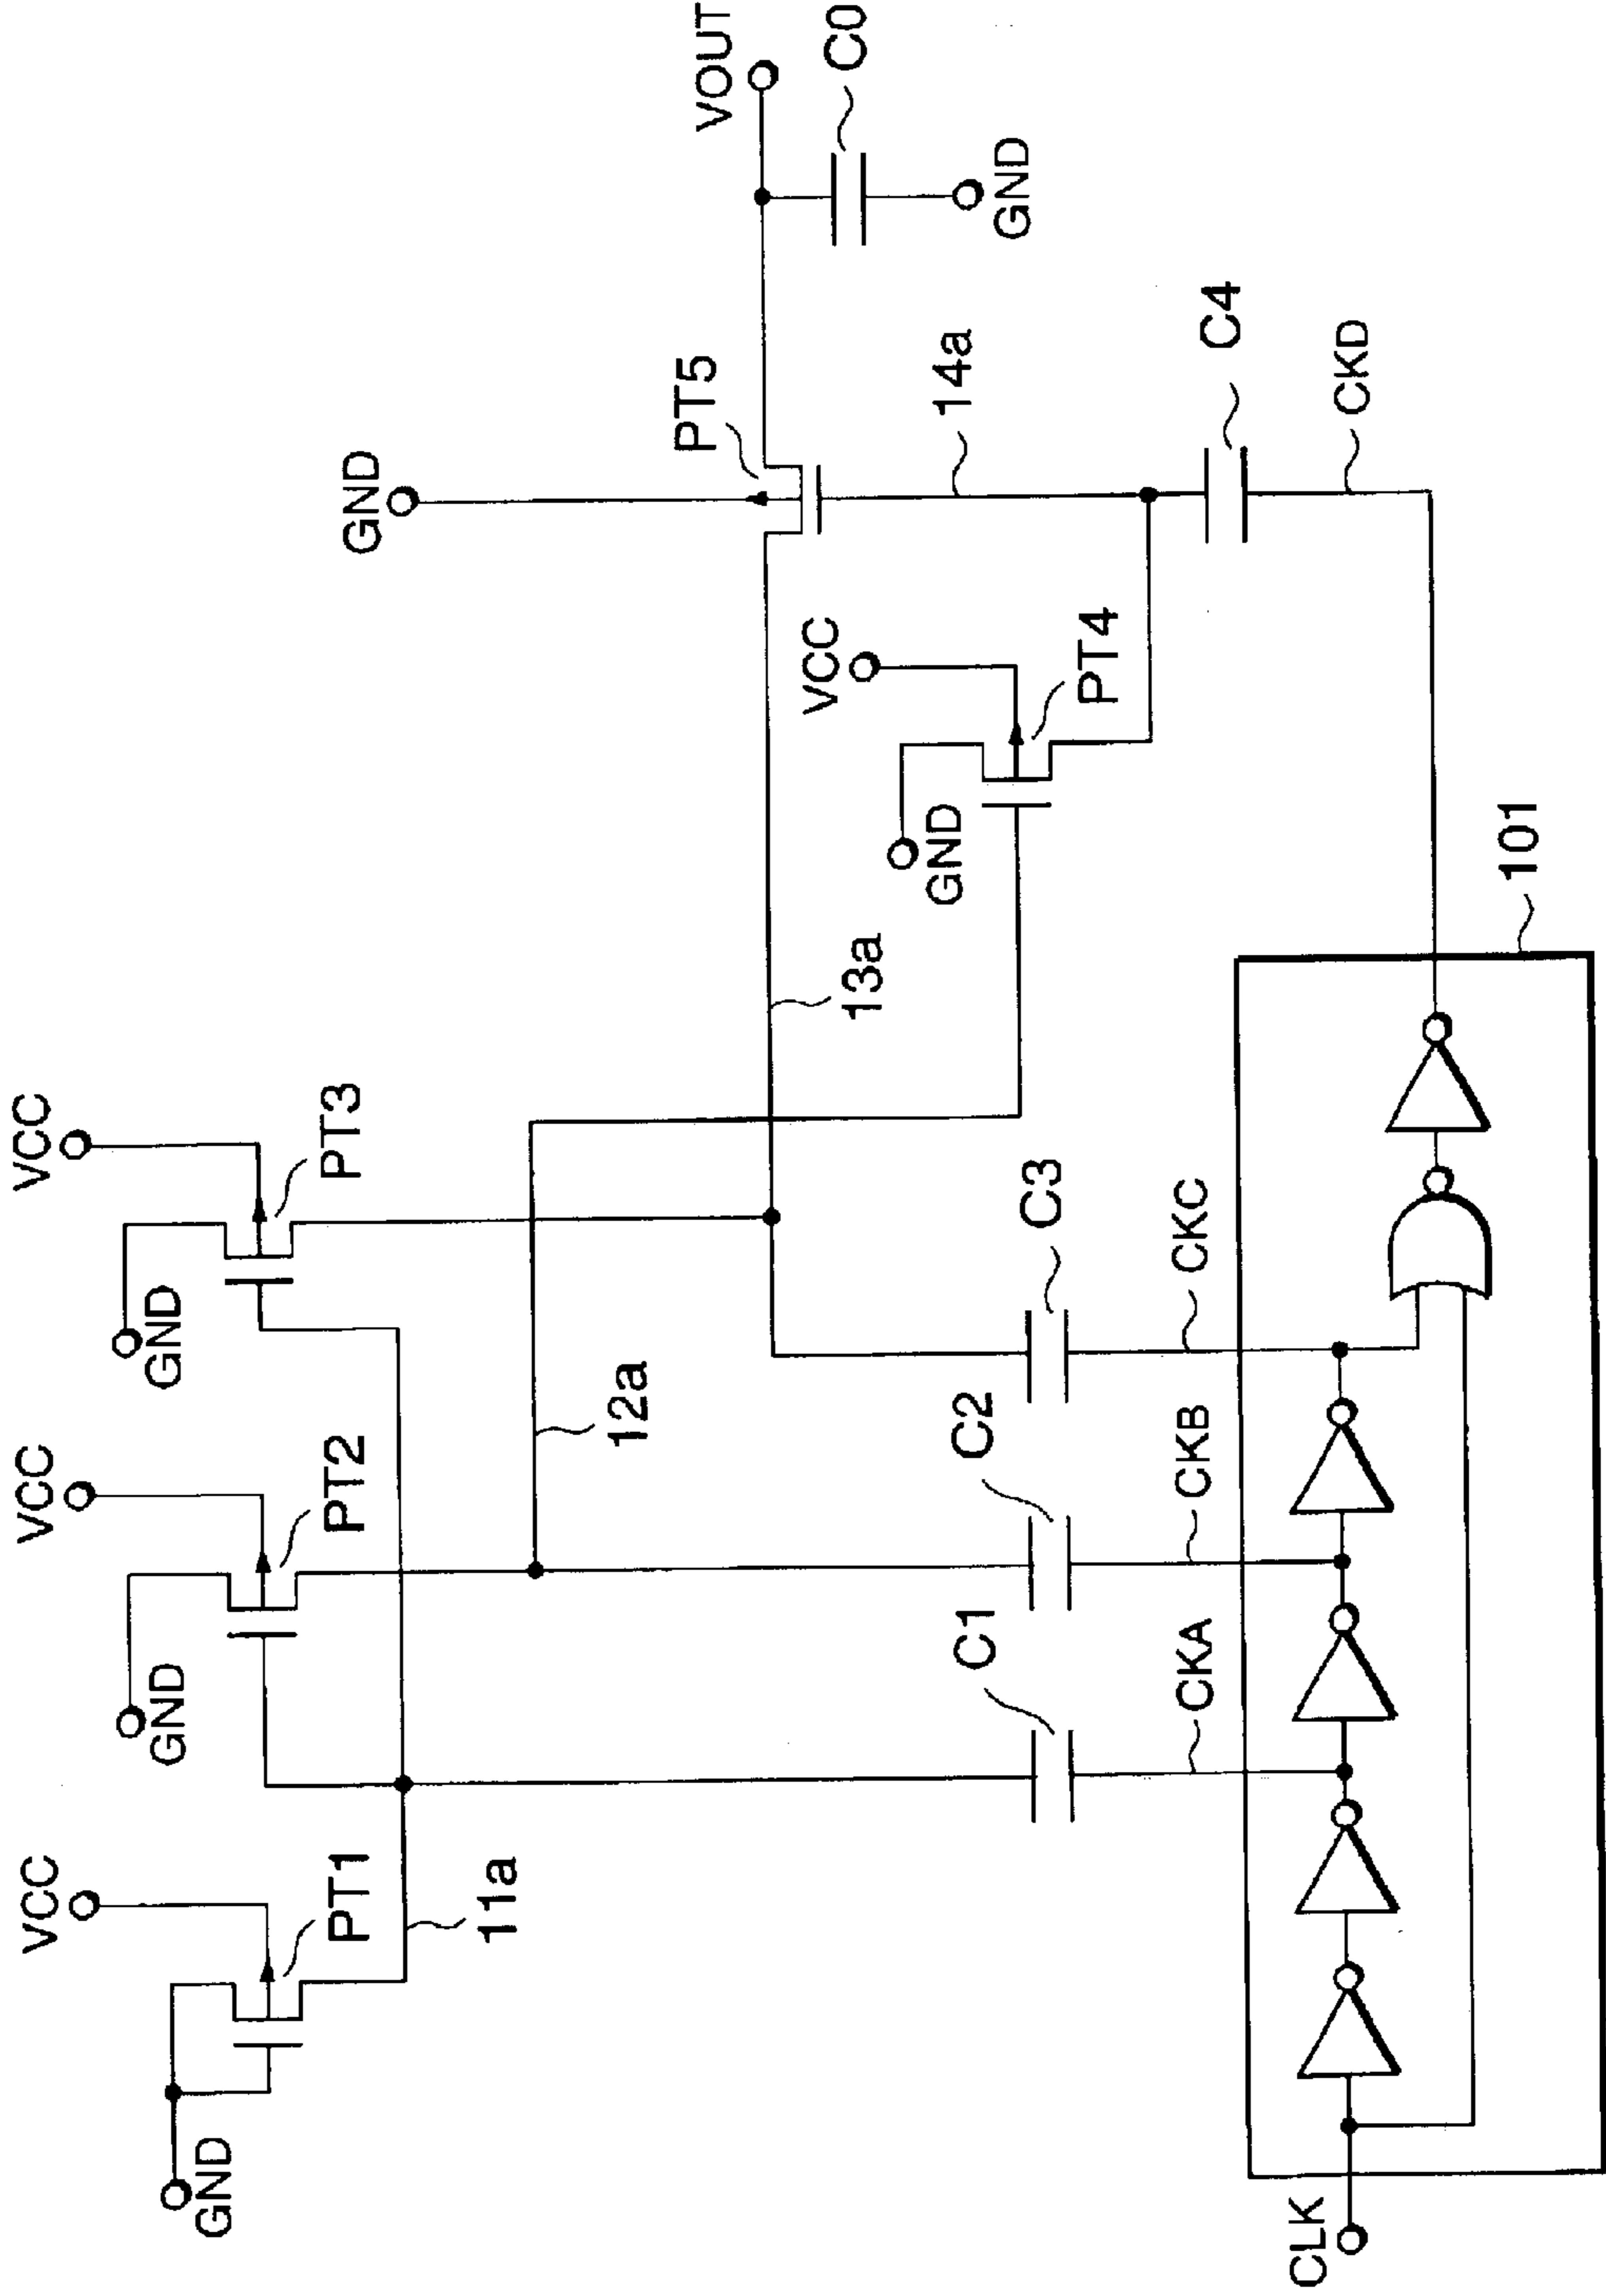 VCC
VCC
VCC
GND
GND
GND
PT1
PT2
PT3
11a
12a
13a
GND
PT5
VOUT
C0
GND
VCC
GND
PT4
14a
C1
C2
C3
C4
CKA
CKB
CKC
CKD
CLK
101